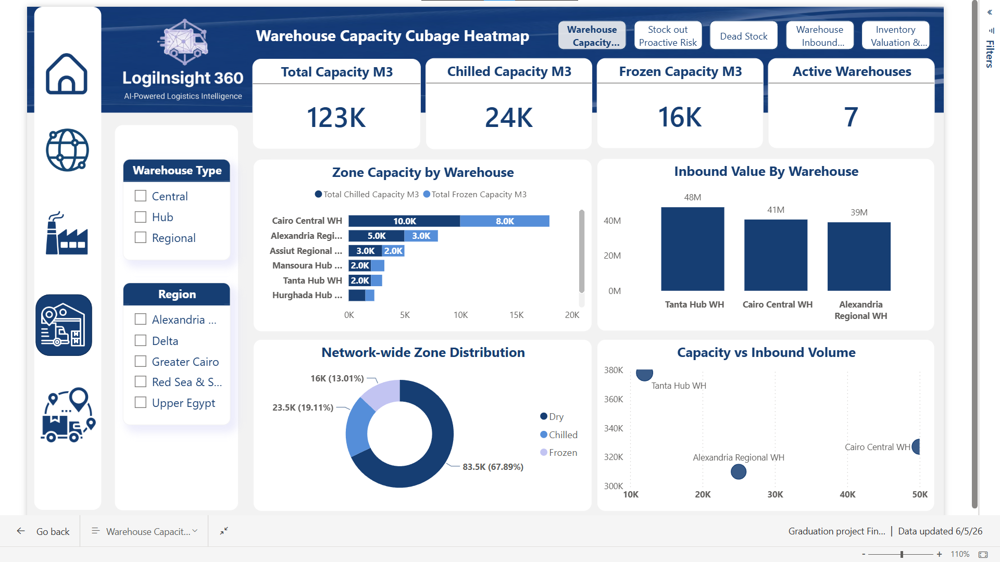 Warehouse Capacity Cubage Heatmap
Warehouse
Capacity...
Stock out
Proactive Risk
Dead Stock
Warehouse
Inbound...
Inventory
Valuation &...
Filters
LogiInsight 360
AI-Powered Logistics Intelligence
Total Capacity M3
123K
Chilled Capacity M3
24K
Frozen Capacity M3
16K
Active Warehouses
7
Warehouse Type
Central
Hub
Regional
Region
Alexandria ...
Delta
Greater Cairo
Red Sea & S...
Upper Egypt
Zone Capacity by Warehouse
Total Chilled Capacity M3 Total Frozen Capacity M3
Cairo Central WH 10.0K 8.0K
Alexandria Regi... 5.0K 3.0K
Assiut Regional ... 3.0K 2.0K
Mansoura Hub ... 2.0K
Tanta Hub WH 2.0K
Hurghada Hub ...
0K 5K 10K 15K 20K
Inbound Value By Warehouse
48M
41M
39M
40M
20M
0M
Tanta Hub WH
Cairo Central WH
Alexandria
Regional WH
Network-wide Zone Distribution
16K (13.01%)
23.5K (19.11%)
83.5K (67.89%)
Dry
Chilled
Frozen
Capacity vs Inbound Volume
380K
360K
340K
320K
300K
Tanta Hub WH
Cairo Central WH
Alexandria Regional WH
10K 20K 30K 40K 50K
Go back
Warehouse Capacit...
Graduation project Fin... | Data updated 6/5/26
- + 110%